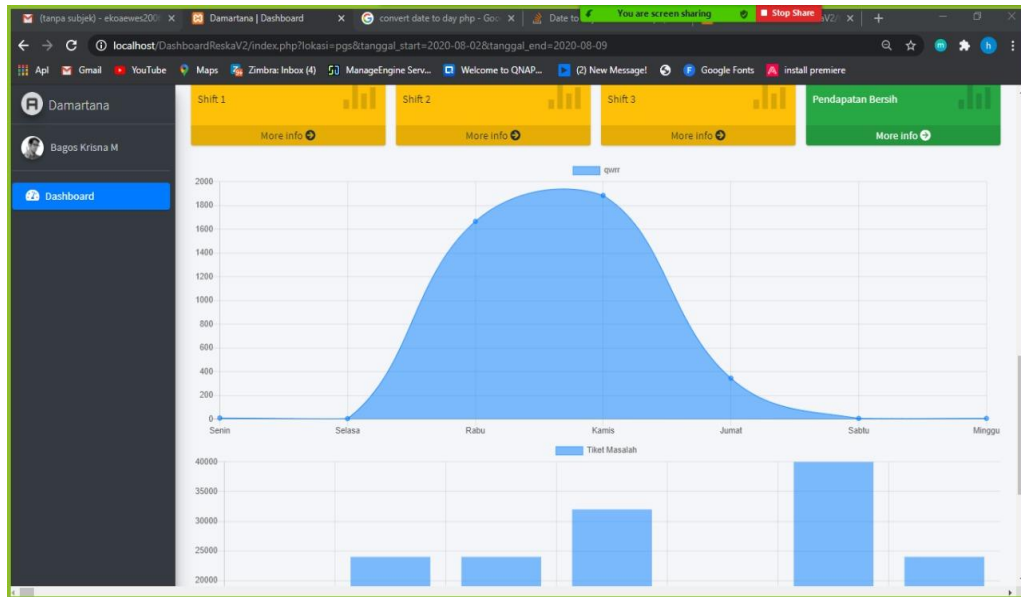 (tanpa subjek) - ekoaewes200
Damartana | Dashboard
convert date to day php - Goo
Date to
You are screen sharing
Stop Share
V2/
localhost/DashboardReskaV2/index.php?lokasi=pgs&tanggal_start=2020-08-02&tanggal_end=2020-08-09
Apl
Gmail
YouTube
Maps
Zimbra: Inbox (4)
ManageEngine Serv...
Welcome to QNAP...
(2) New Message!
Google Fonts
install premiere
Damartana
Bagos Krisna M
Dashboard
Shift 1
More info
Shift 2
More info
Shift 3
More info
Pendapatan Bersih
More info
qwrr
2000
1800
1600
1400
1200
1000
800
600
400
200
0
Senin
Selasa
Rabu
Kamis
Jumat
Sabtu
Minggu
Tiket Masalah
40000
35000
30000
25000
20000